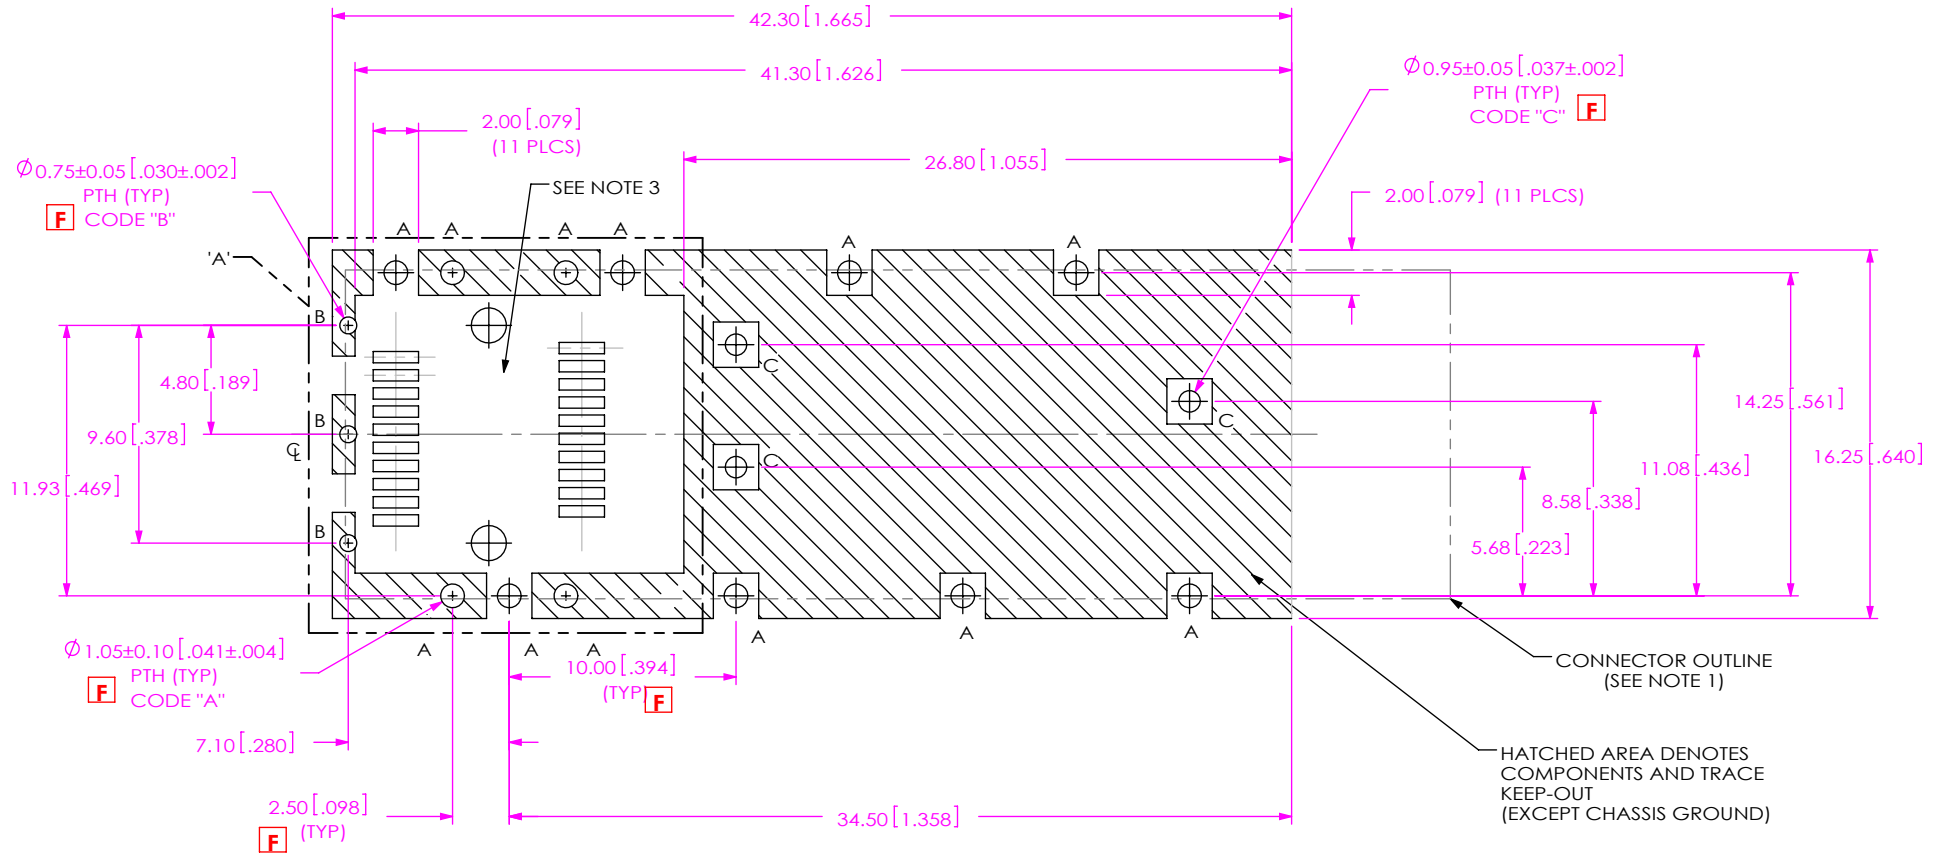 42.30 [1.665]
41.30 [1.626]
Ø 0.95±0.05 [.037±.002]
PTH (TYP)
CODE "C" F
2.00 [.079]
(11 PLCS)
26.80 [1.055]
Ø 0.75±0.05 [.030±.002]
PTH (TYP)
F CODE "B"
SEE NOTE 3
2.00 [.079] (11 PLCS)
A A A A
A A
'A'
B
C
4.80 [.189]
14.25 [.561]
B
C
9.60 [.378]
℄
C
11.08 [.436]
16.25 [.640]
11.93 [.469]
8.58 [.338]
B
5.68 [.223]
A A A
A A A
Ø 1.05±0.10 [.041±.004]
PTH (TYP)
F CODE "A"
10.00 [.394]
(TYP) F
CONNECTOR OUTLINE
(SEE NOTE 1)
7.10 [.280]
HATCHED AREA DENOTES
COMPONENTS AND TRACE
KEEP-OUT
(EXCEPT CHASSIS GROUND)
2.50 [.098]
F (TYP)
34.50 [1.358]